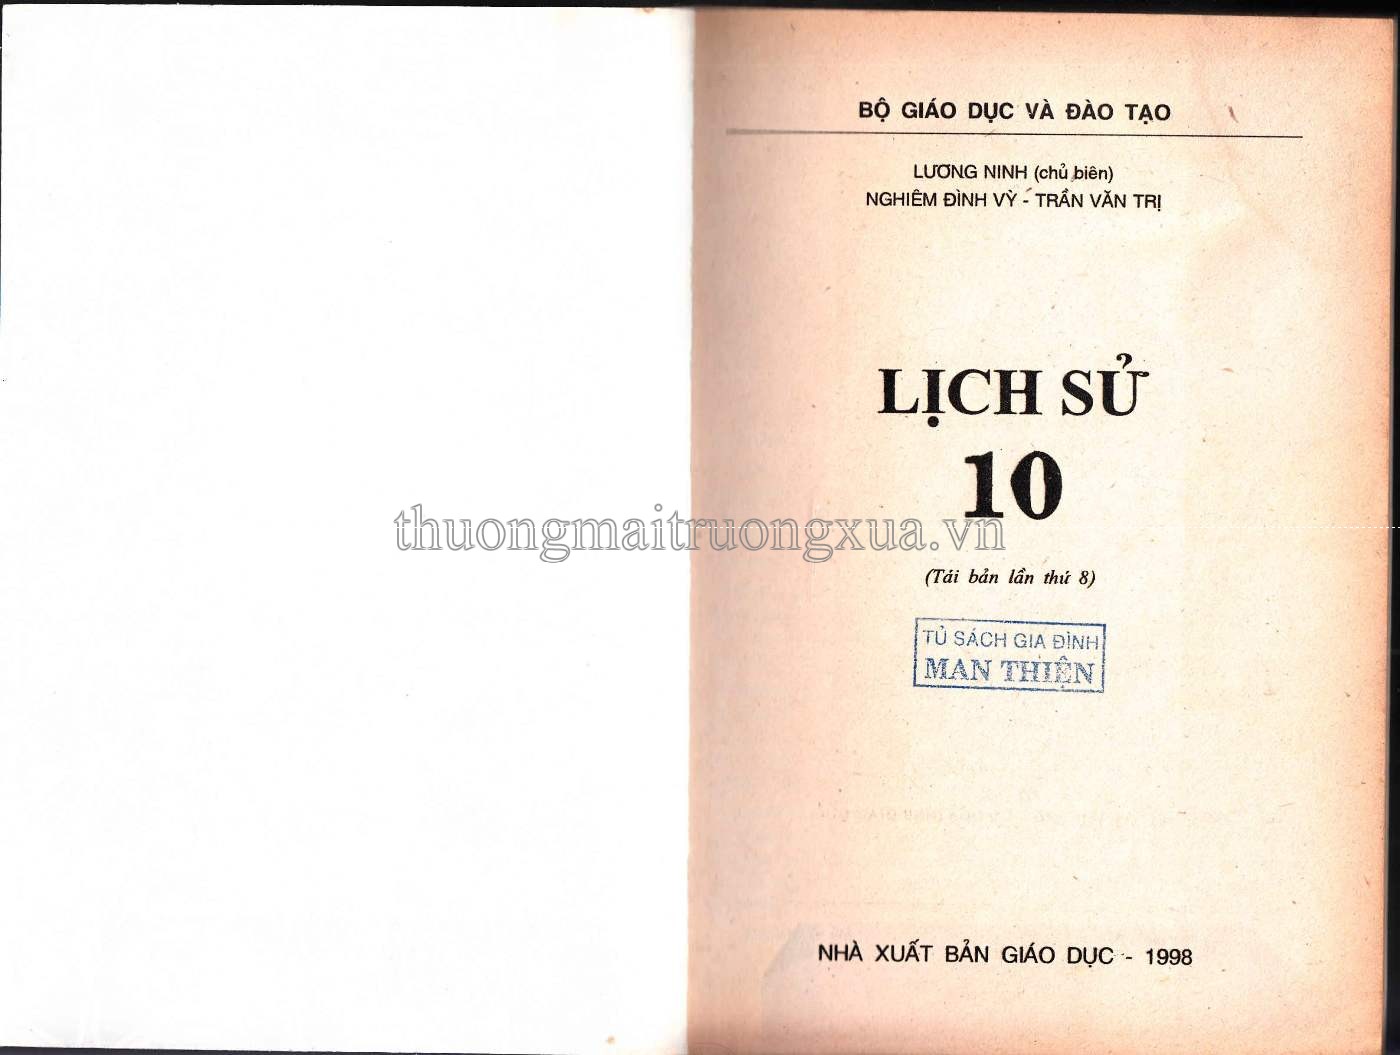 BỘ GIÁO DỤC VÀ ĐÀO TẠO
LƯƠNG NINH (chủ biên)
NGHIÊM ĐÌNH VỲ - TRẦN VĂN TRỊ
LỊCH SỬ
10
thuongmaitruongxua.vn
(Tái bản lần thứ 8)
TỦ SÁCH GIA ĐÌNH
MAN THIỆN
NHÀ XUẤT BẢN GIÁO DỤC - 1998